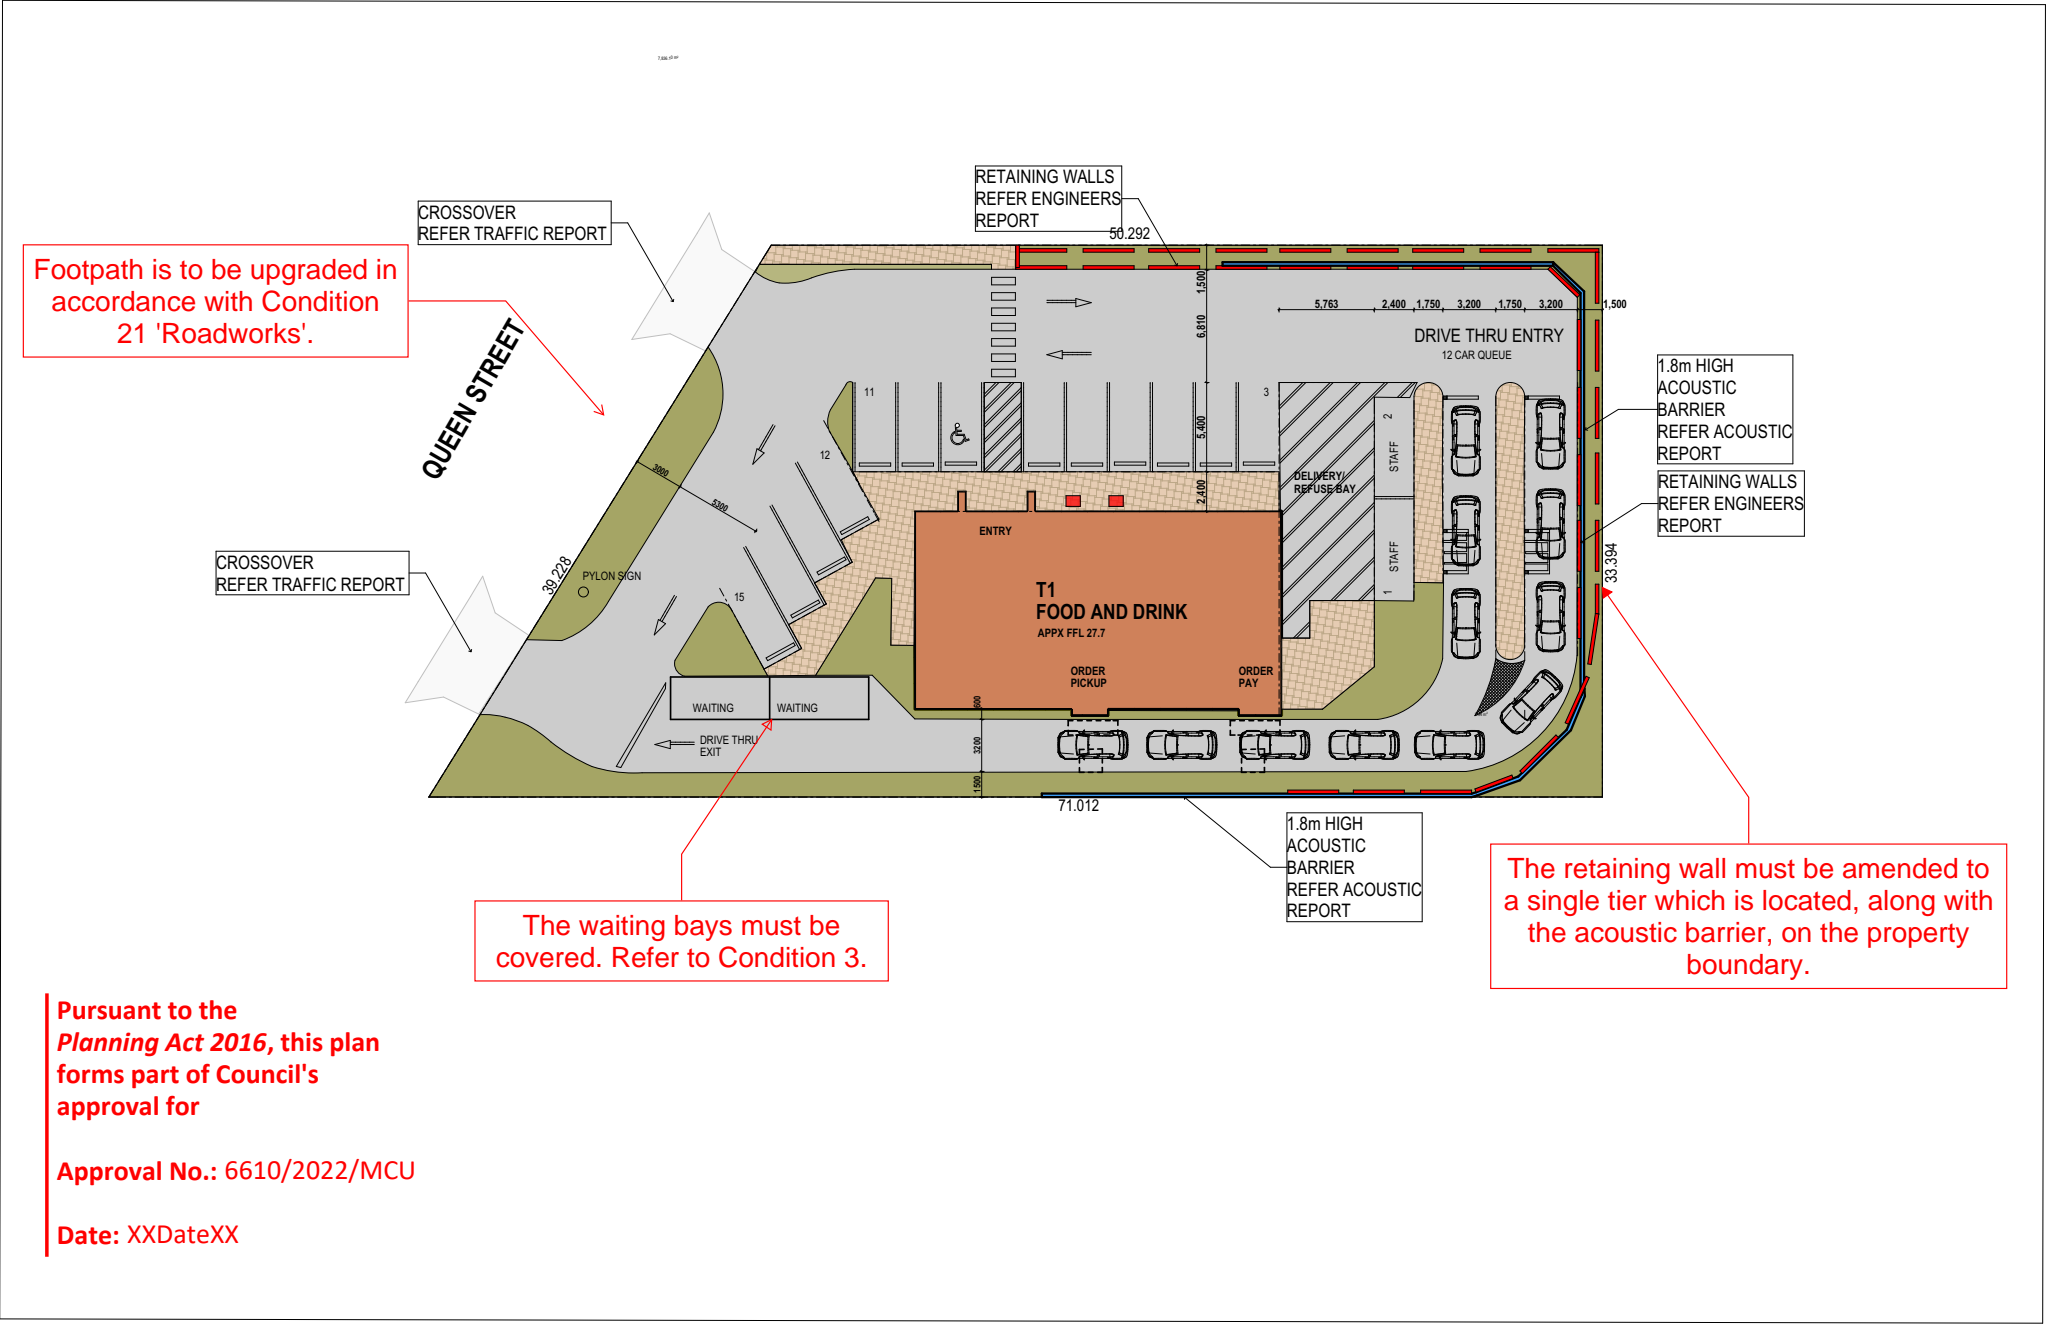 RETAINING WALLS
REFER ENGINEERS
REPORT
50.292
CROSSOVER
REFER TRAFFIC REPORT
Footpath is to be upgraded in
accordance with Condition
21 'Roadworks'.
QUEEN STREET
1,500
6,810
5,400
2,400
5,763
2,400
1,750
3,200
1,750
3,200
1,500
DRIVE THRU ENTRY
12 CAR QUEUE
1.8m HIGH
ACOUSTIC
BARRIER
REFER ACOUSTIC
REPORT
RETAINING WALLS
REFER ENGINEERS
REPORT
33.394
11
3
12
15
3000
5300
2
STAFF
STAFF
1
DELIVERY/
REFUSE BAY
ENTRY
T1
FOOD AND DRINK
APPX FFL 27.7
ORDER
PICKUP
ORDER
PAY
CROSSOVER
REFER TRAFFIC REPORT
39.228
PYLON SIGN
WAITING
WAITING
DRIVE THRU
EXIT
600
3200
1500
71.012
1.8m HIGH
ACOUSTIC
BARRIER
REFER ACOUSTIC
REPORT
The retaining wall must be amended to
a single tier which is located, along with
the acoustic barrier, on the property
boundary.
The waiting bays must be
covered. Refer to Condition 3.
Pursuant to the
Planning Act 2016, this plan
forms part of Council's
approval for
Approval No.: 6610/2022/MCU
Date: XXDateXX